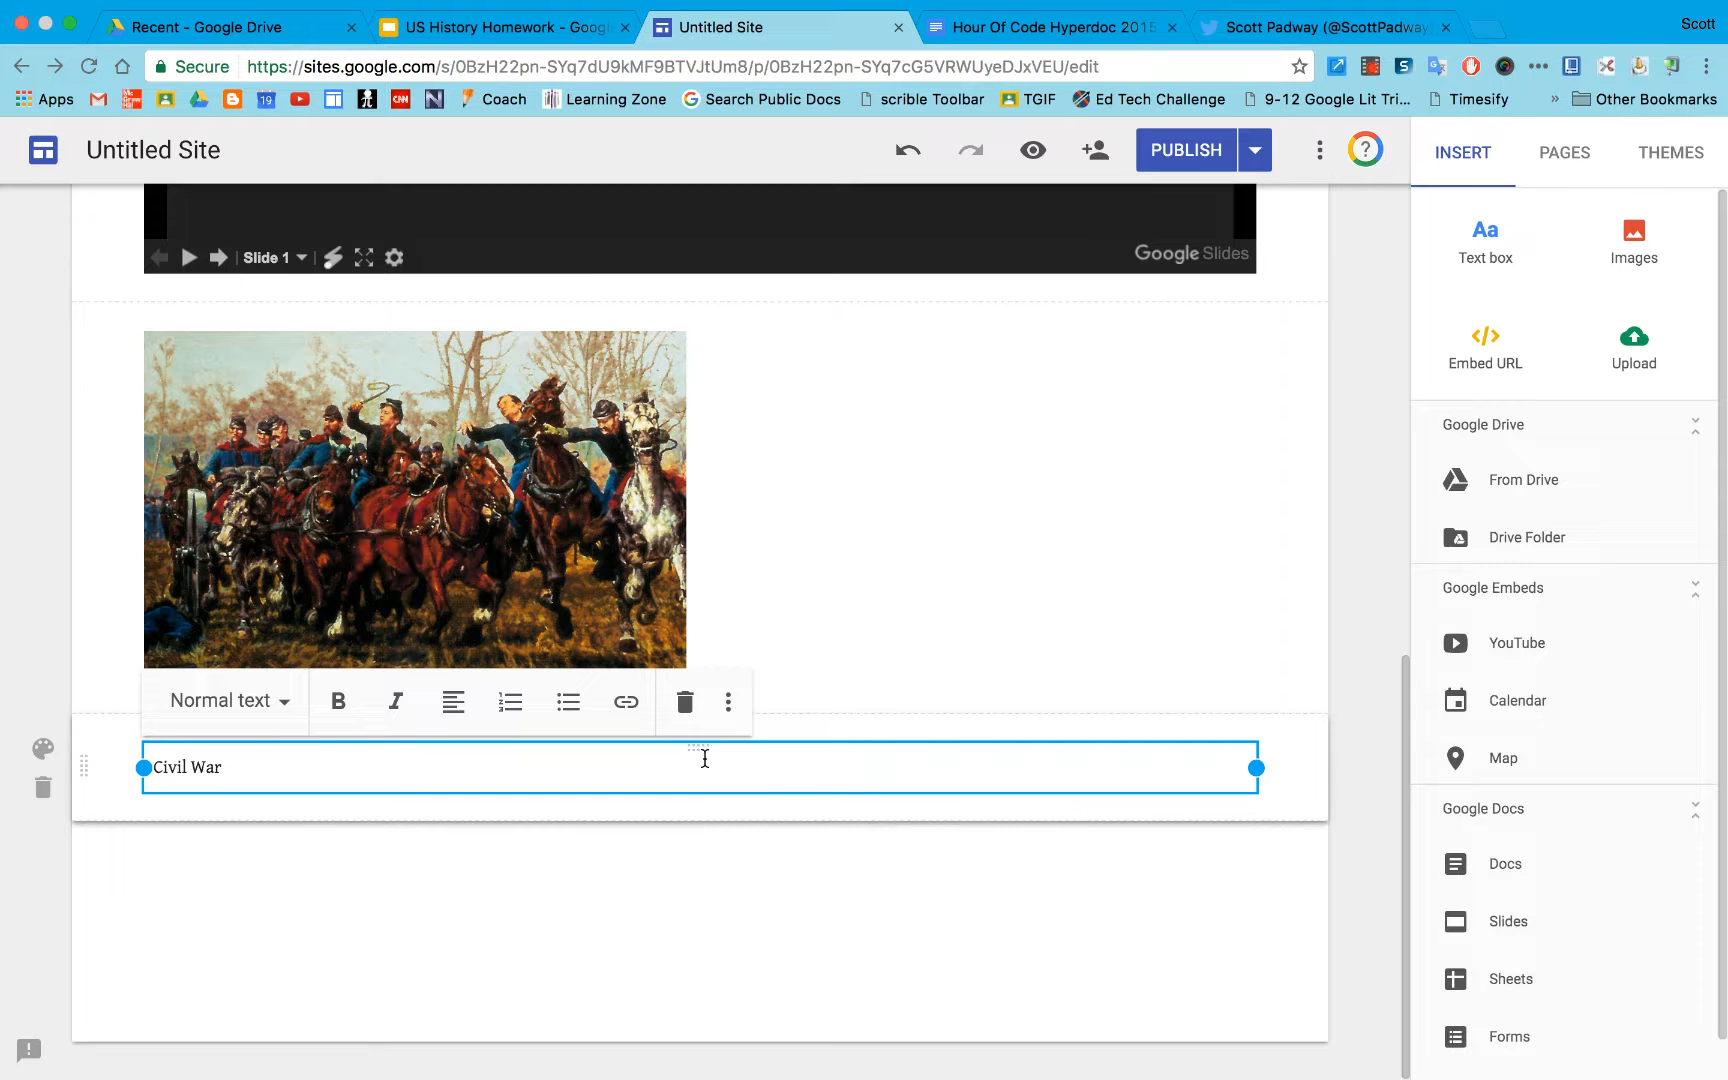 Recent - Google Drive
US History Homework - Goog
Untitled Site
Hour Of Code Hyperdoc 2015
Scott Padway (@ScottPadway
Scott
Secure
https://sites.google.com/s/0BzH22pn-SYq7dU9kMF9BTVJtUm8/p/0BzH22pn-SYq7cG5VRWUyeDJxVEU/edit
Apps
19
CNN
N
Coach
Learning Zone
Search Public Docs
scrible Toolbar
TGIF
Ed Tech Challenge
9-12 Google Lit Tri...
Timesify
» Other Bookmarks
Untitled Site
PUBLISH
?
INSERT
PAGES
THEMES
Slide 1
Google Slides
Aa
Text box
Images
Embed URL
Upload
Google Drive
From Drive
Drive Folder
Google Embeds
YouTube
Calendar
Map
Google Docs
Docs
Slides
Sheets
Forms
Normal text
B
I
Civil War